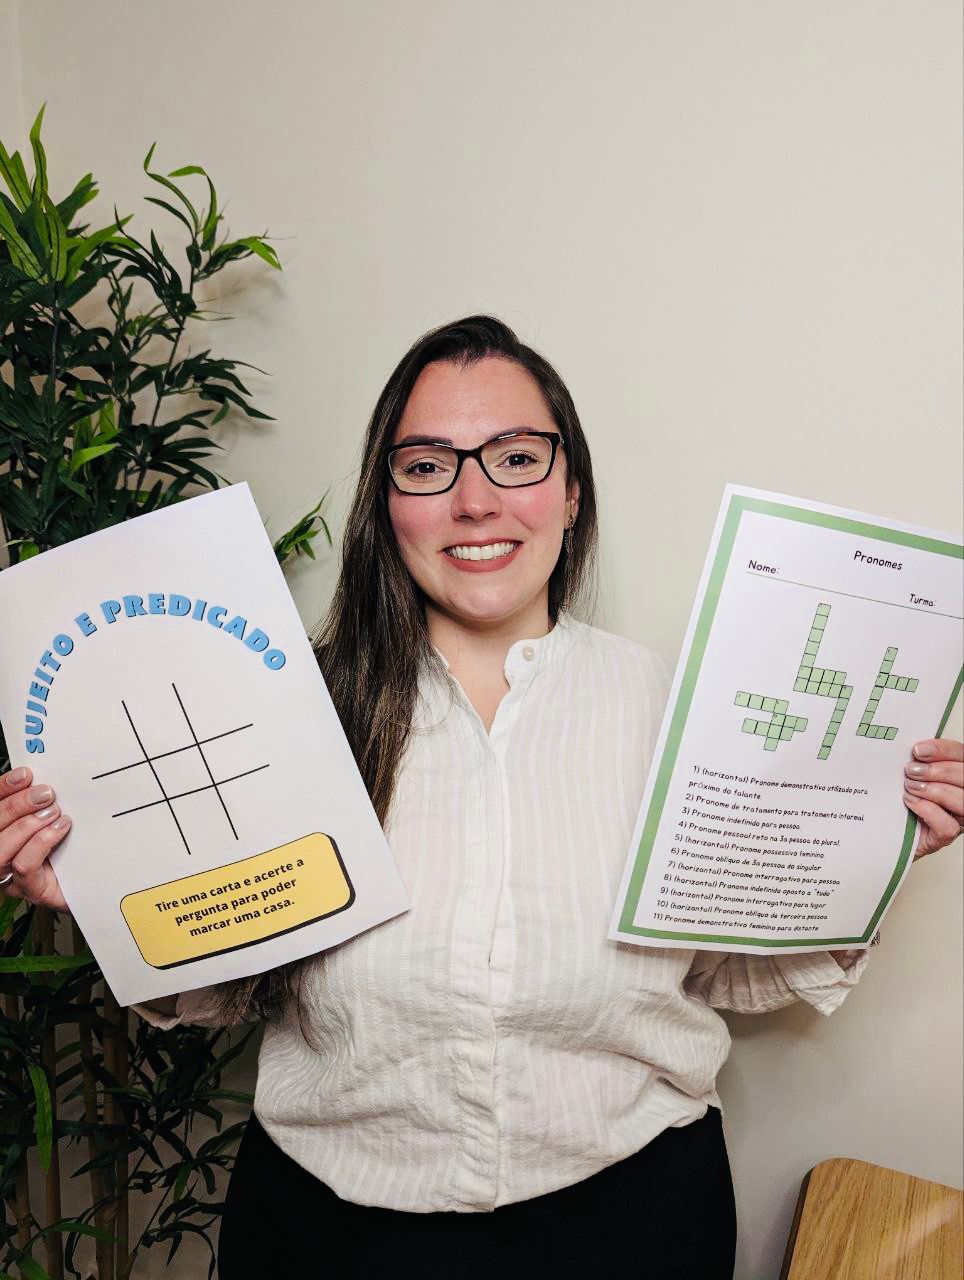 SUJEITO E PREDICADO
Tire uma carta e acerte a
pergunta para poder
marcar uma casa.
Pronomes
Nome:
Turma:
1) (horizontal) Pronome demonstrativo utilizado para
próximo do falante.
2) Pronome de tratamento para tratamento informal.
3) Pronome indefinido para pessoa.
4) Pronome pessoal reto na 3a pessoa do plural.
5) (horizontal) Pronome possessivo feminino.
6) Pronome oblíquo de 3a pessoa do singular
7) (horizontal) Pronome interrogativo para pessoa
8) (horizontal) Pronome indefinido oposto a "tudo"
9) (horizontal) Pronome interrogativo para lugar
10) (horizontal) Pronome oblíquo de terceira pessoa
11) Pronome demonstrativo feminino para distante